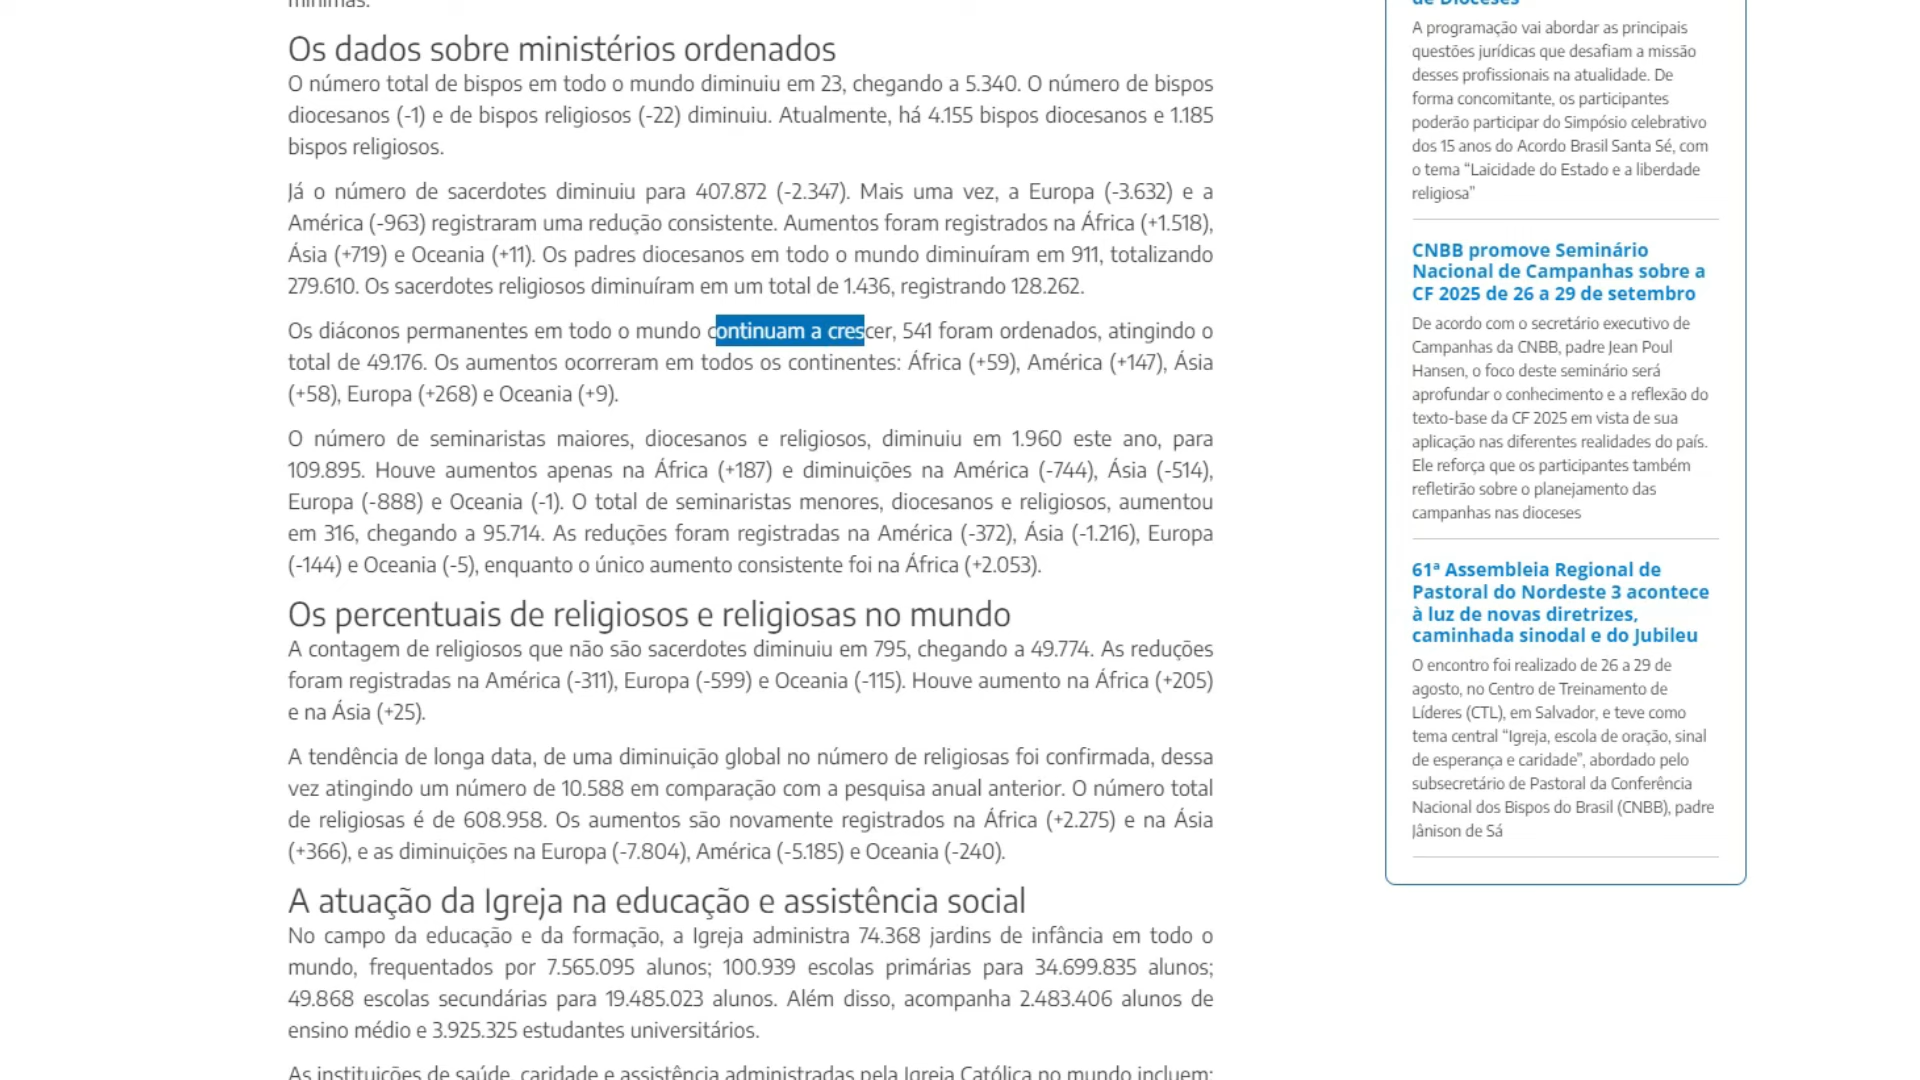 mínimas.
Os dados sobre ministérios ordenados
O número total de bispos em todo o mundo diminuiu em 23, chegando a 5.340. O número de bispos
diocesanos (-1) e de bispos religiosos (-22) diminuiu. Atualmente, há 4.155 bispos diocesanos e 1.185
bispos religiosos.
Já o número de sacerdotes diminuiu para 407.872 (-2.347). Mais uma vez, a Europa (-3.632) e a
América (-963) registraram uma redução consistente. Aumentos foram registrados na África (+1.518),
Ásia (+719) e Oceania (+11). Os padres diocesanos em todo o mundo diminuíram em 911, totalizando
279.610. Os sacerdotes religiosos diminuíram em um total de 1.436, registrando 128.262.
Os diáconos permanentes em todo o mundo continuam a crescer, 541 foram ordenados, atingindo o
total de 49.176. Os aumentos ocorreram em todos os continentes: África (+59), América (+147), Ásia
(+58), Europa (+268) e Oceania (+9).
O número de seminaristas maiores, diocesanos e religiosos, diminuiu em 1.960 este ano, para
109.895. Houve aumentos apenas na África (+187) e diminuições na América (-744), Ásia (-514),
Europa (-888) e Oceania (-1). O total de seminaristas menores, diocesanos e religiosos, aumentou
em 316, chegando a 95.714. As reduções foram registradas na América (-372), Ásia (-1.216), Europa
(-144) e Oceania (-5), enquanto o único aumento consistente foi na África (+2.053).
Os percentuais de religiosos e religiosas no mundo
A contagem de religiosos que não são sacerdotes diminuiu em 795, chegando a 49.774. As reduções
foram registradas na América (-311), Europa (-599) e Oceania (-115). Houve aumento na África (+205)
e na Ásia (+25).
A tendência de longa data, de uma diminuição global no número de religiosas foi confirmada, dessa
vez atingindo um número de 10.588 em comparação com a pesquisa anual anterior. O número total
de religiosas é de 608.958. Os aumentos são novamente registrados na África (+2.275) e na Ásia
(+366), e as diminuições na Europa (-7.804), América (-5.185) e Oceania (-240).
A atuação da Igreja na educação e assistência social
No campo da educação e da formação, a Igreja administra 74.368 jardins de infância em todo o
mundo, frequentados por 7.565.095 alunos; 100.939 escolas primárias para 34.699.835 alunos;
49.868 escolas secundárias para 19.485.023 alunos. Além disso, acompanha 2.483.406 alunos de
ensino médio e 3.925.325 estudantes universitários.
As instituições de saúde, caridade e assistência administradas pela Igreja Católica no mundo incluem:
de Dioceses
A programação vai abordar as principais
questões jurídicas que desafiam a missão
desses profissionais na atualidade. De
forma concomitante, os participantes
poderão participar do Simpósio celebrativo
dos 15 anos do Acordo Brasil Santa Sé, com
o tema “Laicidade do Estado e a liberdade
religiosa”
CNBB promove Seminário
Nacional de Campanhas sobre a
CF 2025 de 26 a 29 de setembro
De acordo com o secretário executivo de
Campanhas da CNBB, padre Jean Poul
Hansen, o foco deste seminário será
aprofundar o conhecimento e a reflexão do
texto-base da CF 2025 em vista de sua
aplicação nas diferentes realidades do país.
Ele reforça que os participantes também
refletirão sobre o planejamento das
campanhas nas dioceses
61ª Assembleia Regional de
Pastoral do Nordeste 3 acontece
à luz de novas diretrizes,
caminhada sinodal e do Jubileu
O encontro foi realizado de 26 a 29 de
agosto, no Centro de Treinamento de
Líderes (CTL), em Salvador, e teve como
tema central “Igreja, escola de oração, sinal
de esperança e caridade”, abordado pelo
subsecretário de Pastoral da Conferência
Nacional dos Bispos do Brasil (CNBB), padre
Jânison de Sá